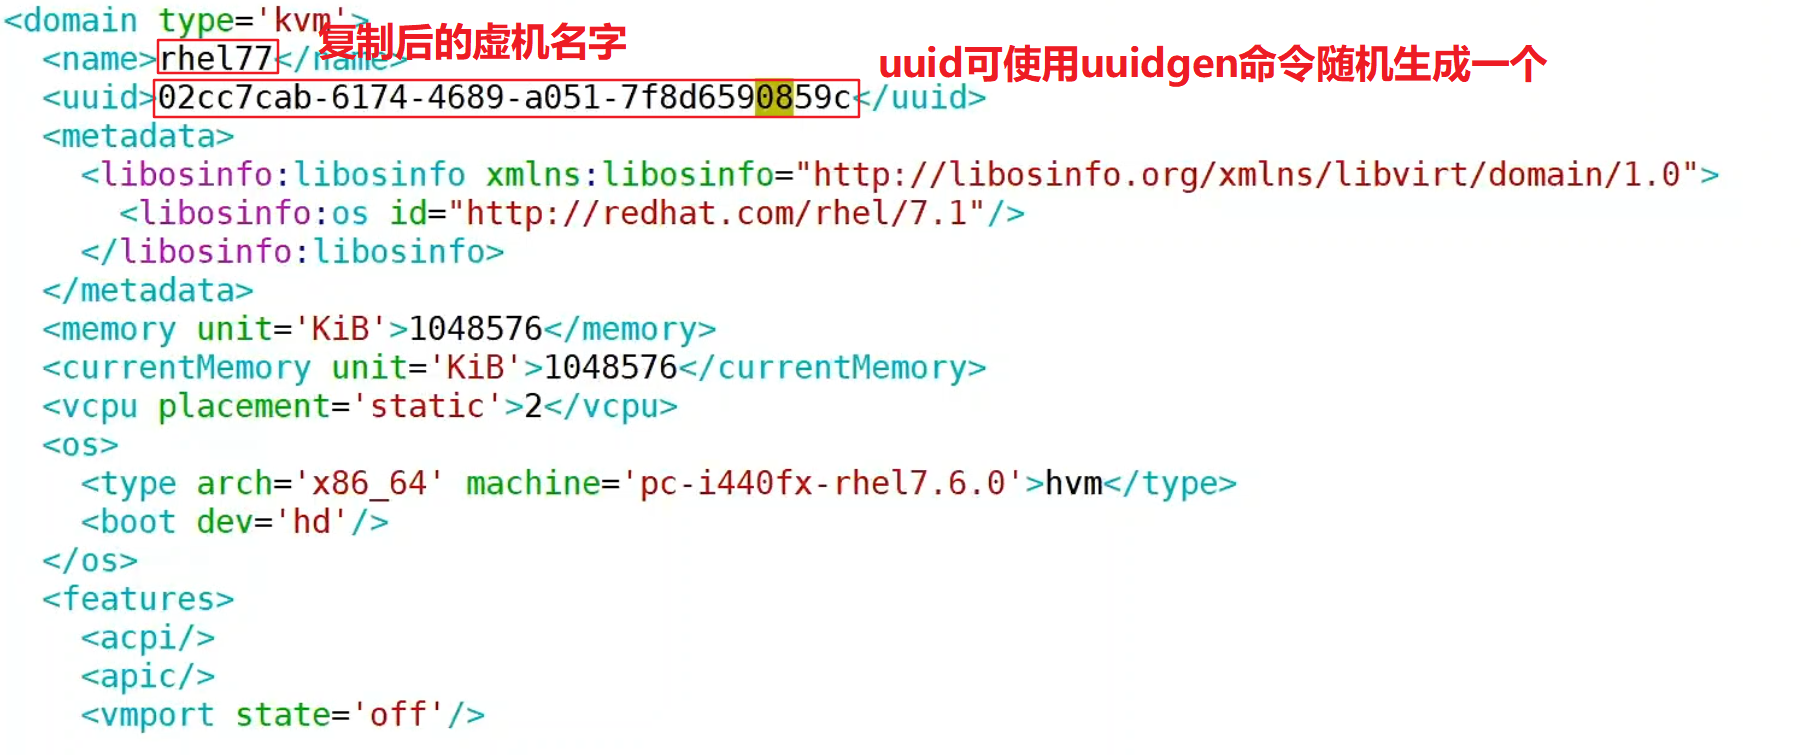 <domain type='kvm'>
<name>rhel77</name>
复制后的虚机名字
uuid可使用uuidgen命令随机生成一个
<uuid>02cc7cab-6174-4689-a051-7f8d6590859c</uuid>
<metadata>
<libosinfo:libosinfo xmlns:libosinfo="http://libosinfo.org/xmlns/libvirt/domain/1.0">
<libosinfo:os id="http://redhat.com/rhel/7.1"/>
</libosinfo:libosinfo>
</metadata>
<memory unit='KiB'>1048576</memory>
<currentMemory unit='KiB'>1048576</currentMemory>
<vcpu placement='static'>2</vcpu>
<os>
<type arch='x86_64' machine='pc-i440fx-rhel7.6.0'>hvm</type>
<boot dev='hd'/>
</os>
<features>
<acpi/>
<apic/>
<vmport state='off'/>